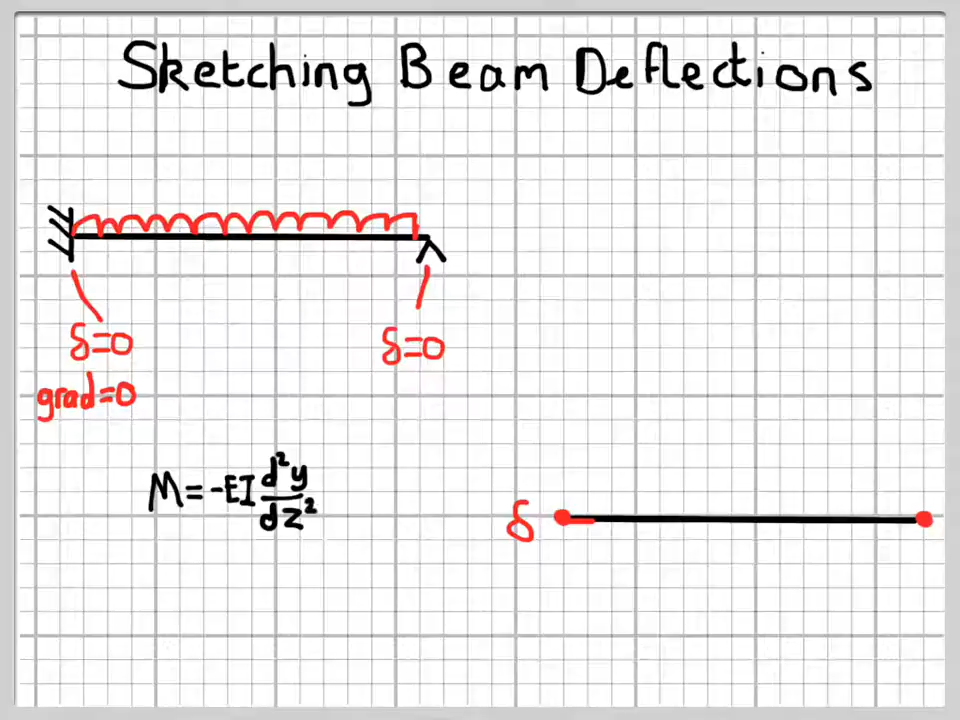 Sketching Beam Deflections
δ=0
δ=0
grad=0
M=-EI d²y/dz²
δ